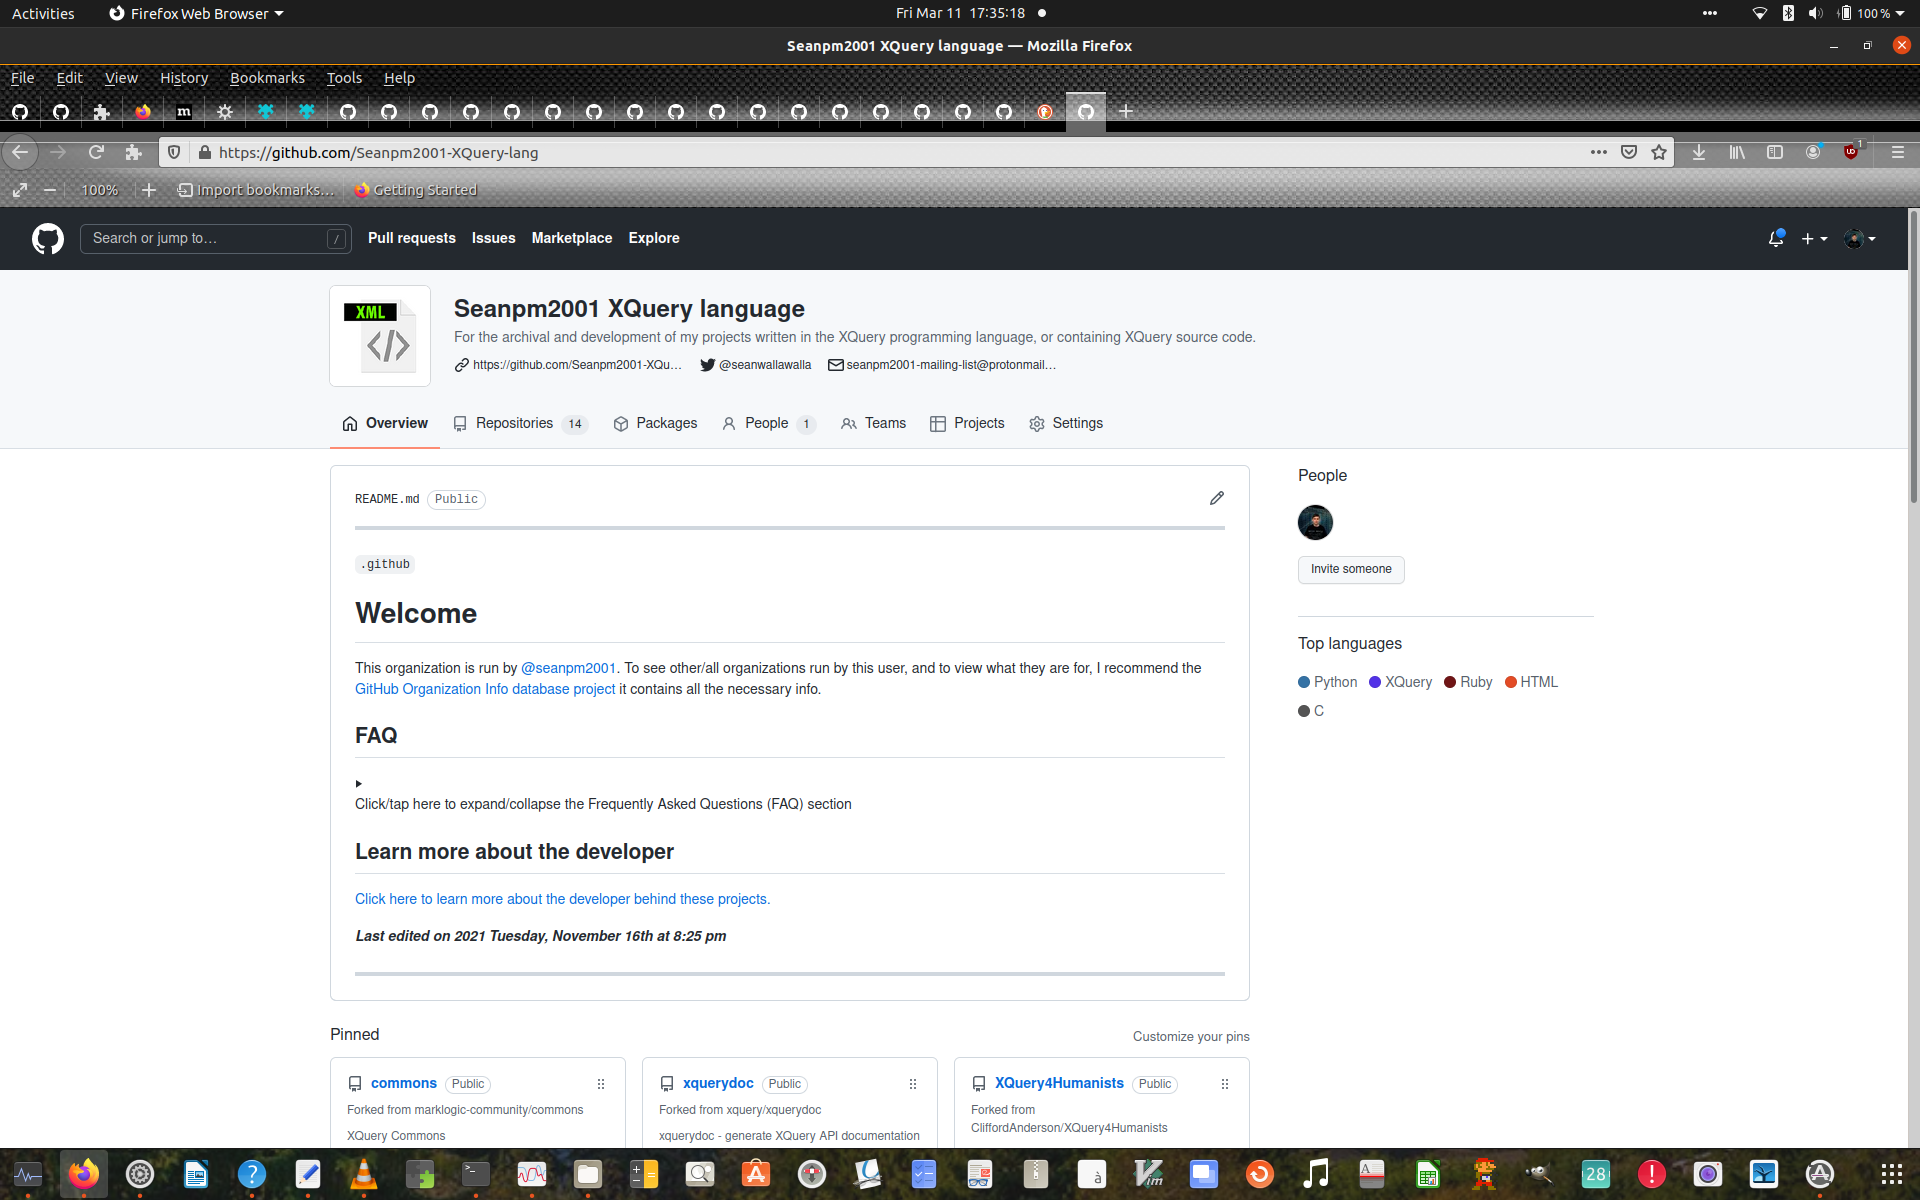 Activities
Firefox Web Browser
Fri Mar 11 17:35:18
100 %
Seanpm2001 XQuery language — Mozilla Firefox
File Edit View History Bookmarks Tools Help
m
https://github.com/Seanpm2001-XQuery-lang
1
100%
Import bookmarks…
Getting Started
Search or jump to…
/
Pull requests
Issues
Marketplace
Explore
XML
</>
Seanpm2001 XQuery language
For the archival and development of my projects written in the XQuery programming language, or containing XQuery source code.
https://github.com/Seanpm2001-XQu…
@seanwallawalla
seanpm2001-mailing-list@protonmail…
Overview
Repositories 14
Packages
People 1
Teams
Projects
Settings
README.md Public
.github
Welcome
This organization is run by @seanpm2001. To see other/all organizations run by this user, and to view what they are for, I recommend the
GitHub Organization Info database project it contains all the necessary info.
FAQ
Click/tap here to expand/collapse the Frequently Asked Questions (FAQ) section
Learn more about the developer
Click here to learn more about the developer behind these projects.
Last edited on 2021 Tuesday, November 16th at 8:25 pm
People
Invite someone
Top languages
Python XQuery Ruby HTML
C
Pinned
Customize your pins
commons Public
Forked from marklogic-community/commons
XQuery Commons
xquerydoc Public
Forked from xquery/xquerydoc
xquerydoc - generate XQuery API documentation
XQuery4Humanists Public
Forked from
CliffordAnderson/XQuery4Humanists
?
>_
à
Vim
A
28
!